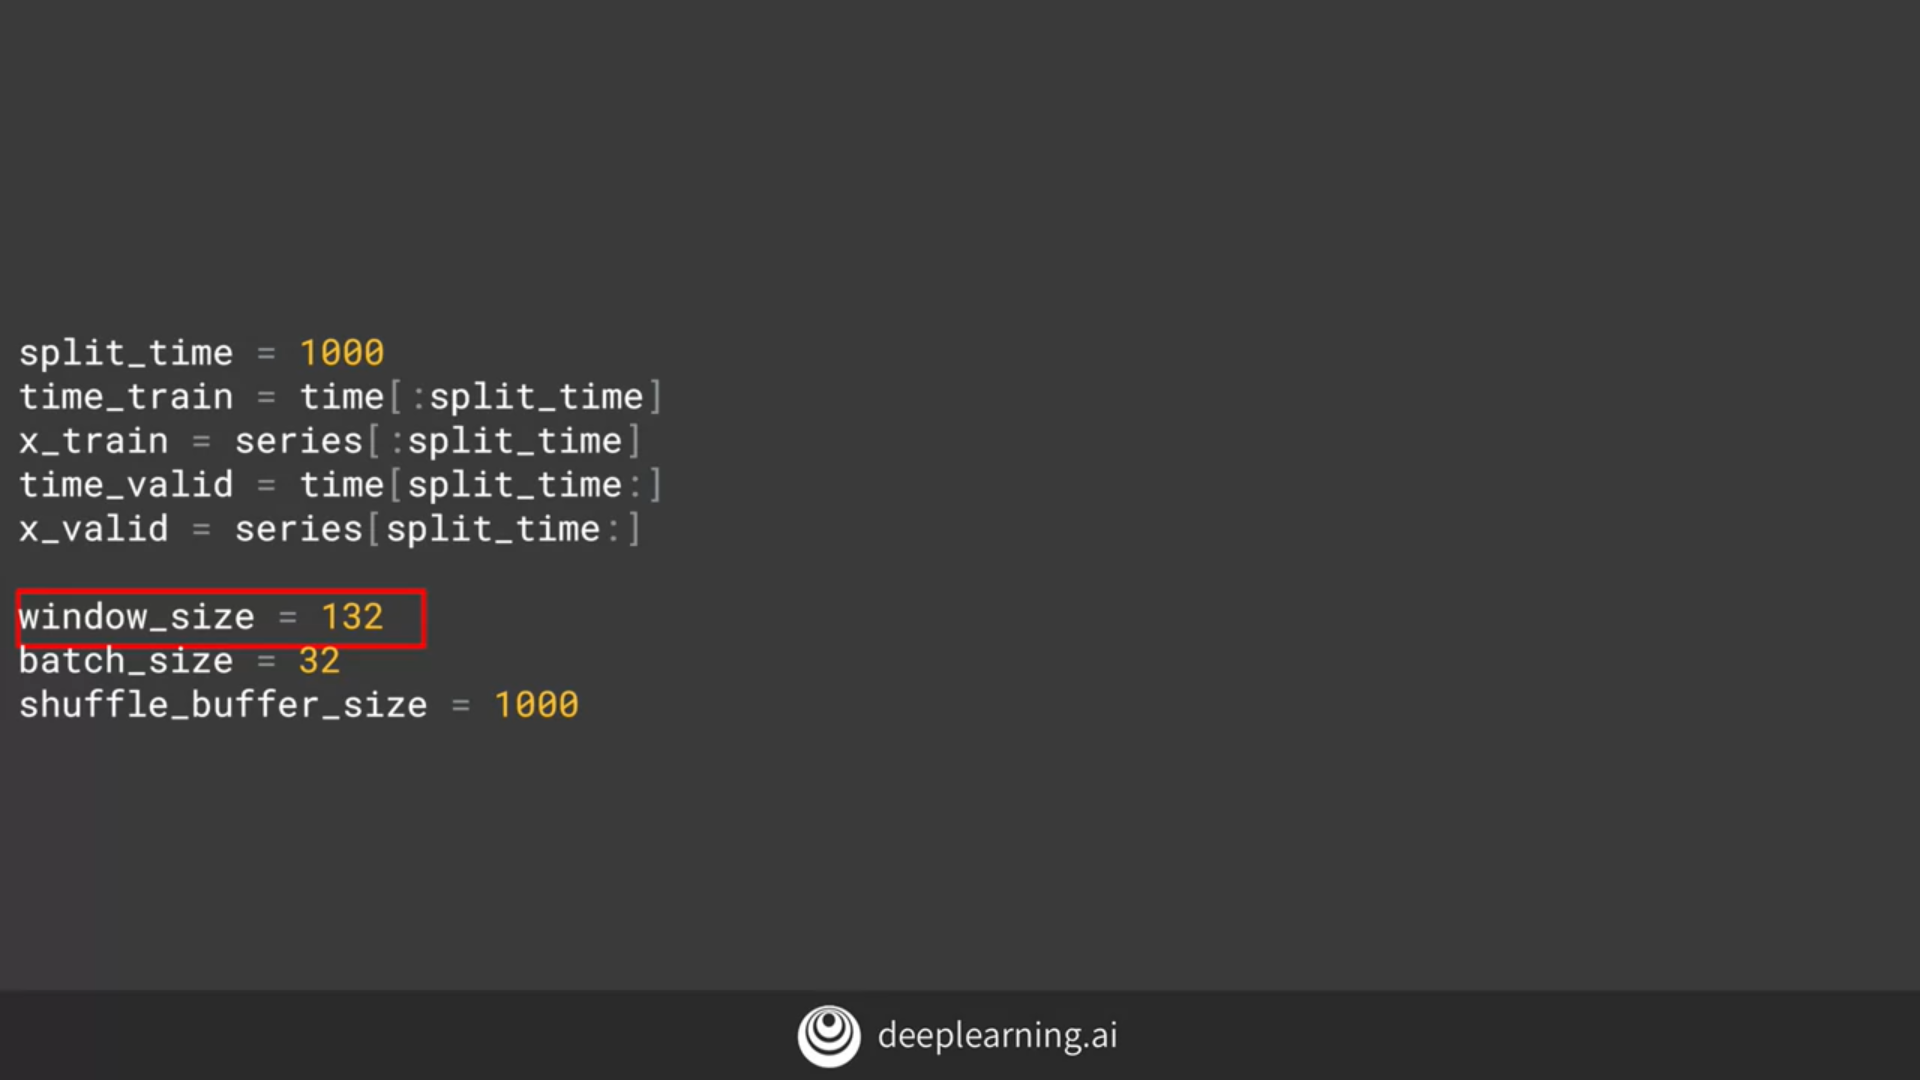 split_time = 1000
time_train = time[:split_time]
x_train = series[:split_time]
time_valid = time[split_time:]
x_valid = series[split_time:]
window_size = 132
batch_size = 32
shuffle_buffer_size = 1000
deeplearning.ai